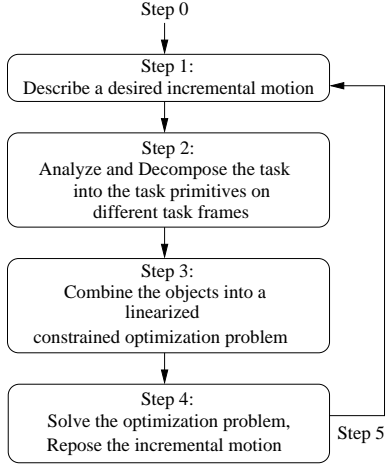 Step 0
Step 1:
Describe a desired incremental motion
Step 2:
Analyze and Decompose the task
into the task primitives on
different task frames
Step 3:
Combine the objects into a
linearized
constrained optimization problem
Step 4:
Solve the optimization problem,
Repose the incremental motion
Step 5